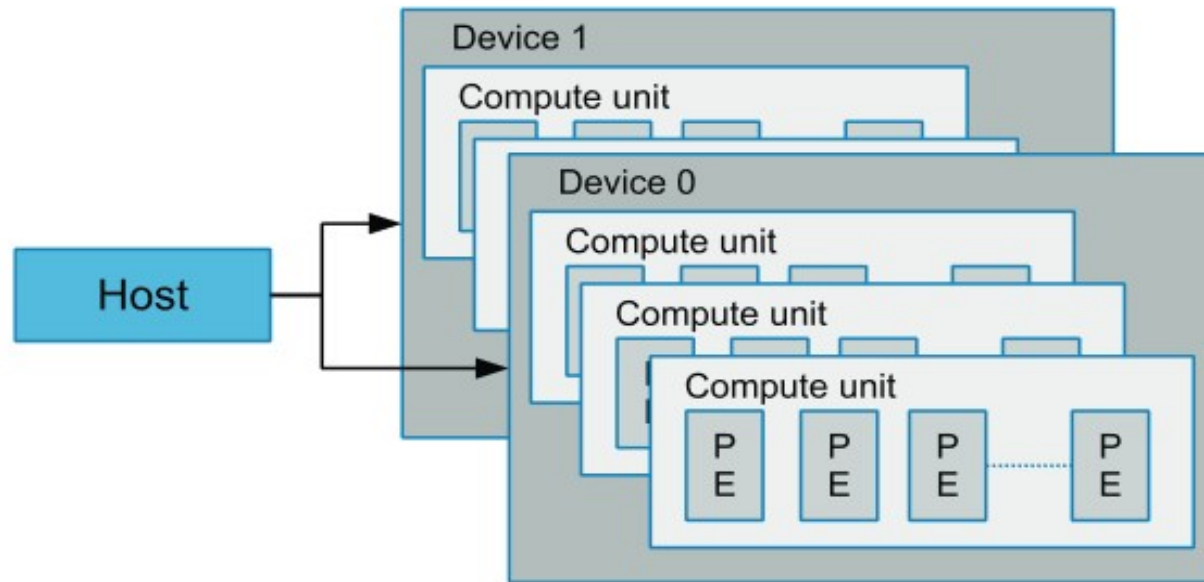 Device 1
Compute unit
Device 0
Compute unit
Host
Compute unit
Compute unit
P P P P
E E E E